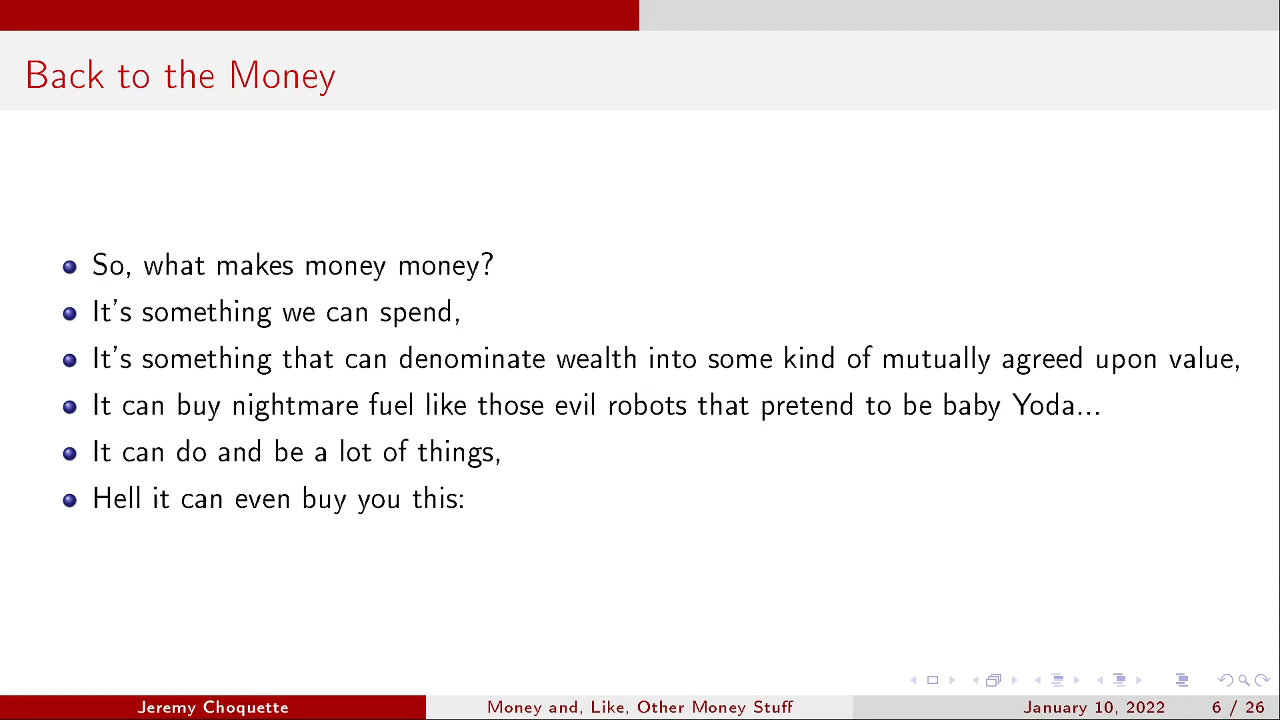 Back to the Money
So, what makes money money?
It's something we can spend,
It's something that can denominate wealth into some kind of mutually agreed upon value,
It can buy nightmare fuel like those evil robots that pretend to be baby Yoda...
It can do and be a lot of things,
Hell it can even buy you this:
Jeremy Choquette
Money and, Like, Other Money Stuff
January 10, 2022
6 / 26